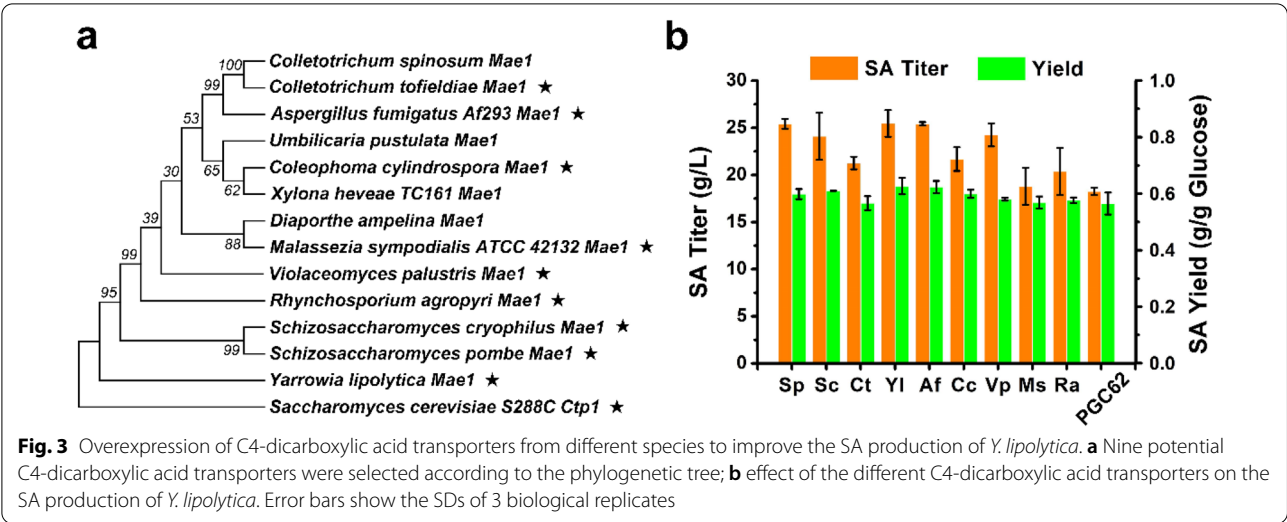 a
Colletotrichum spinosum Mae1
Colletotrichum tofieldiae Mae1 ★
Aspergillus fumigatus Af293 Mae1 ★
Umbilicaria pustulata Mae1
Coleophoma cylindrospora Mae1 ★
Xylona heveae TC161 Mae1
Diaporthe ampelina Mae1
Malassezia sympodialis ATCC 42132 Mae1 ★
Violaceomyces palustris Mae1 ★
Rhynchosporium agropyri Mae1 ★
Schizosaccharomyces cryophilus Mae1 ★
Schizosaccharomyces pombe Mae1 ★
Yarrowia lipolytica Mae1 ★
Saccharomyces cerevisiae S288C Ctp1 ★
100
99
53
65
62
30
88
39
99
95
99
b
SA Titer
Yield
SA Titer (g/L)
30
25
20
15
10
5
0
SA Yield (g/g Glucose)
1.0
0.8
0.6
0.4
0.2
0.0
Sp Sc Ct Yl Af Cc Vp Ms Ra PGC62
Fig. 3 Overexpression of C4-dicarboxylic acid transporters from different species to improve the SA production of Y. lipolytica. a Nine potential
C4-dicarboxylic acid transporters were selected according to the phylogenetic tree; b effect of the different C4-dicarboxylic acid transporters on the
SA production of Y. lipolytica. Error bars show the SDs of 3 biological replicates